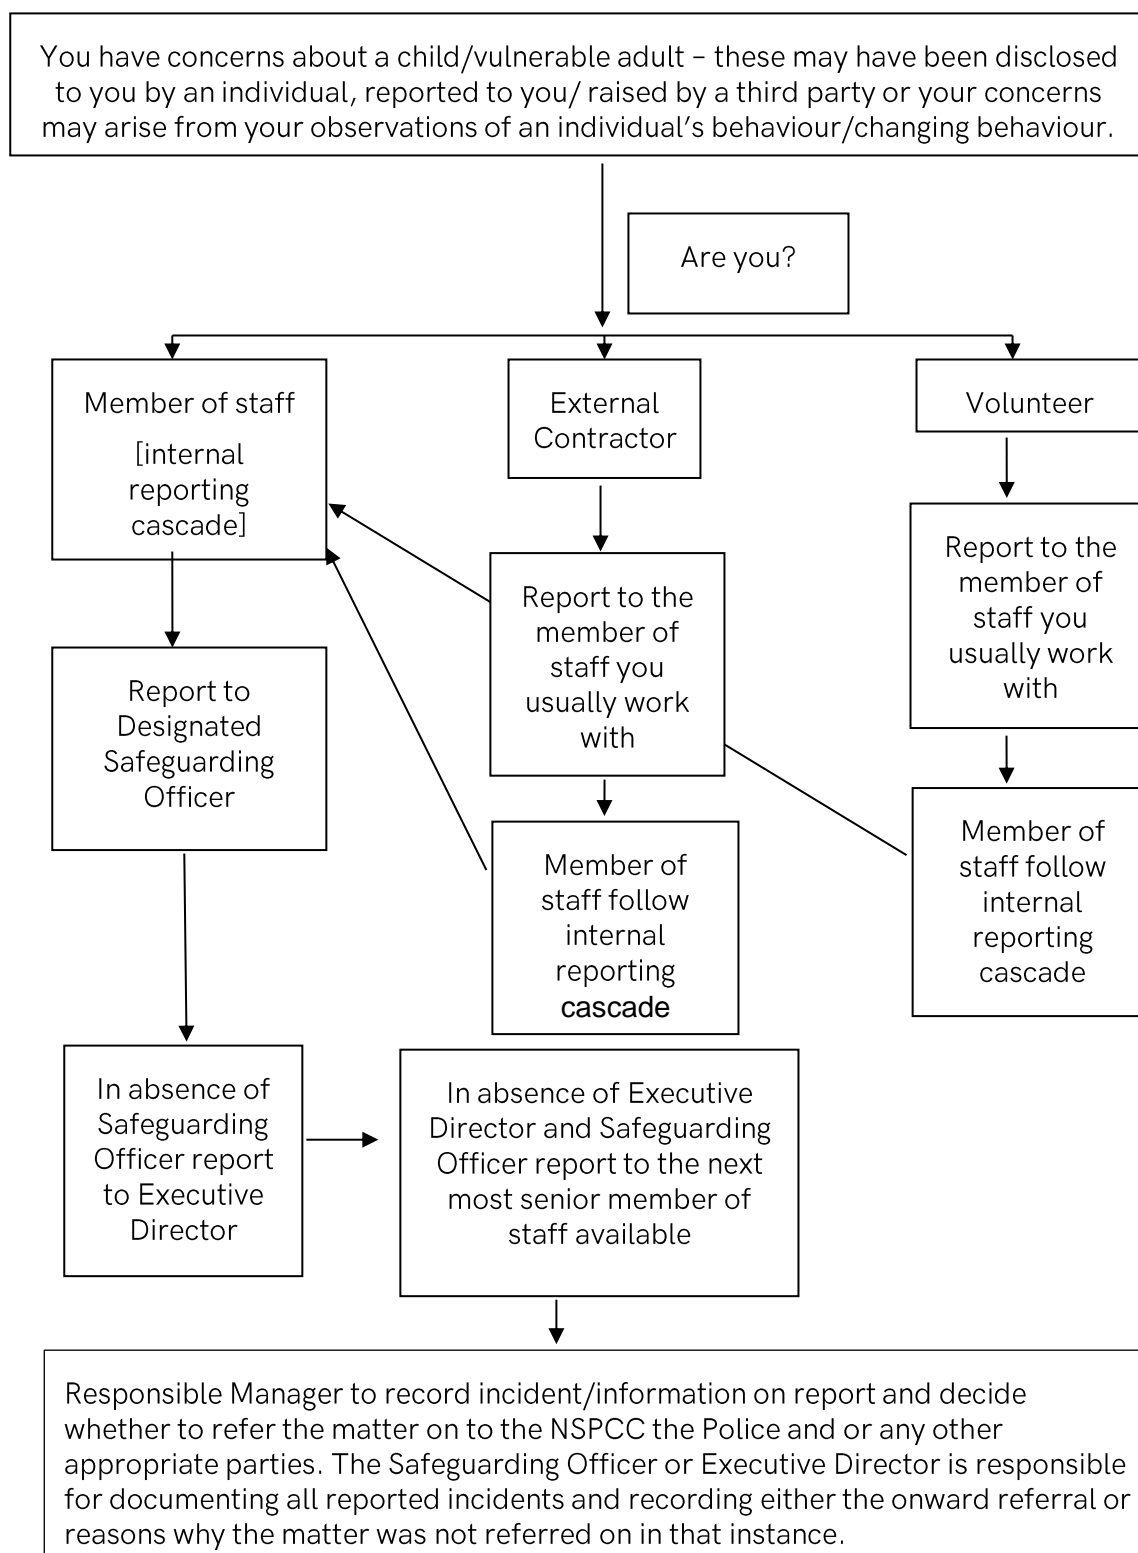 You have concerns about a child/vulnerable adult – these may have been disclosed
to you by an individual, reported to you/ raised by a third party or your concerns
may arise from your observations of an individual’s behaviour/changing behaviour.
Are you?
Member of staff
[internal
reporting
cascade]
External
Contractor
Volunteer
Report to the
member of
staff you
usually work
with
Report to the
member of
staff you
usually work
with
Report to
Designated
Safeguarding
Officer
Member of
staff follow
internal
reporting
cascade
Member of
staff follow
internal
reporting
cascade
In absence of
Safeguarding
Officer report
to Executive
Director
In absence of Executive
Director and Safeguarding
Officer report to the next
most senior member of
staff available
Responsible Manager to record incident/information on report and decide
whether to refer the matter on to the NSPCC the Police and or any other
appropriate parties. The Safeguarding Officer or Executive Director is responsible
for documenting all reported incidents and recording either the onward referral or
reasons why the matter was not referred on in that instance.